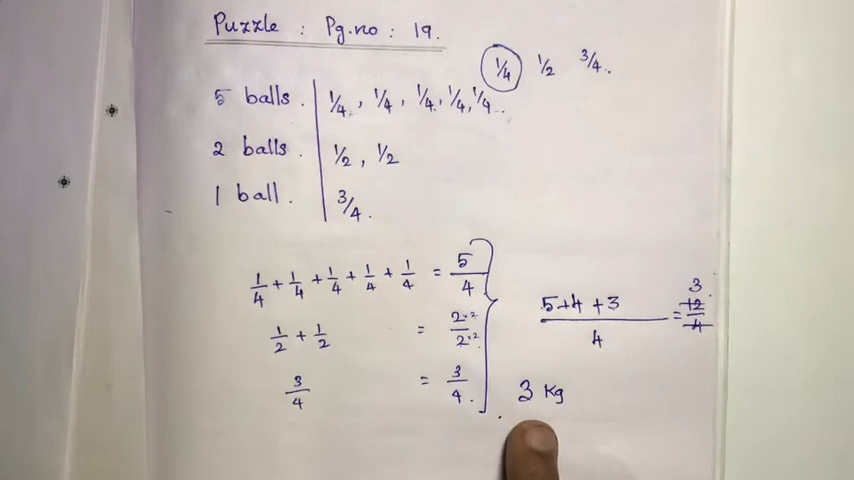 Puzzle : Pg.no : 19.
1/4 1/2 3/4..
5 balls. 1/4, 1/4, 1/4, 1/4, 1/4..
2 balls. 1/2, 1/2
1 ball. 3/4.
1/4 + 1/4 + 1/4 + 1/4 + 1/4 = 5/4
1/2 + 1/2 = 2×2/2×2
3/4 = 3/4.
5+4+3/4 = 12/4 3
3 Kg